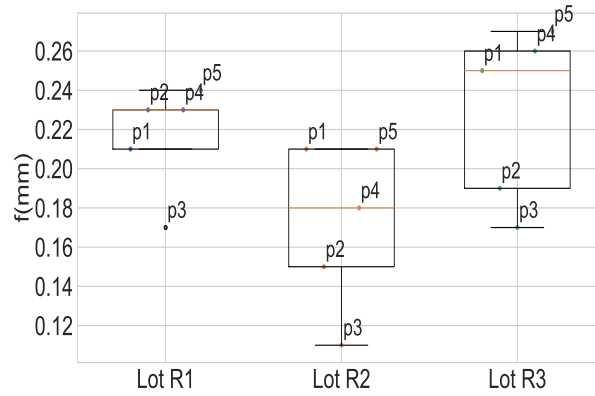 f(mm)
0.26
0.24
0.22
0.20
0.18
0.16
0.14
0.12
p1
p2
p3
p4
p5
p1
p2
p3
p4
p5
p1
p2
p3
p4
p5
Lot R1
Lot R2
Lot R3